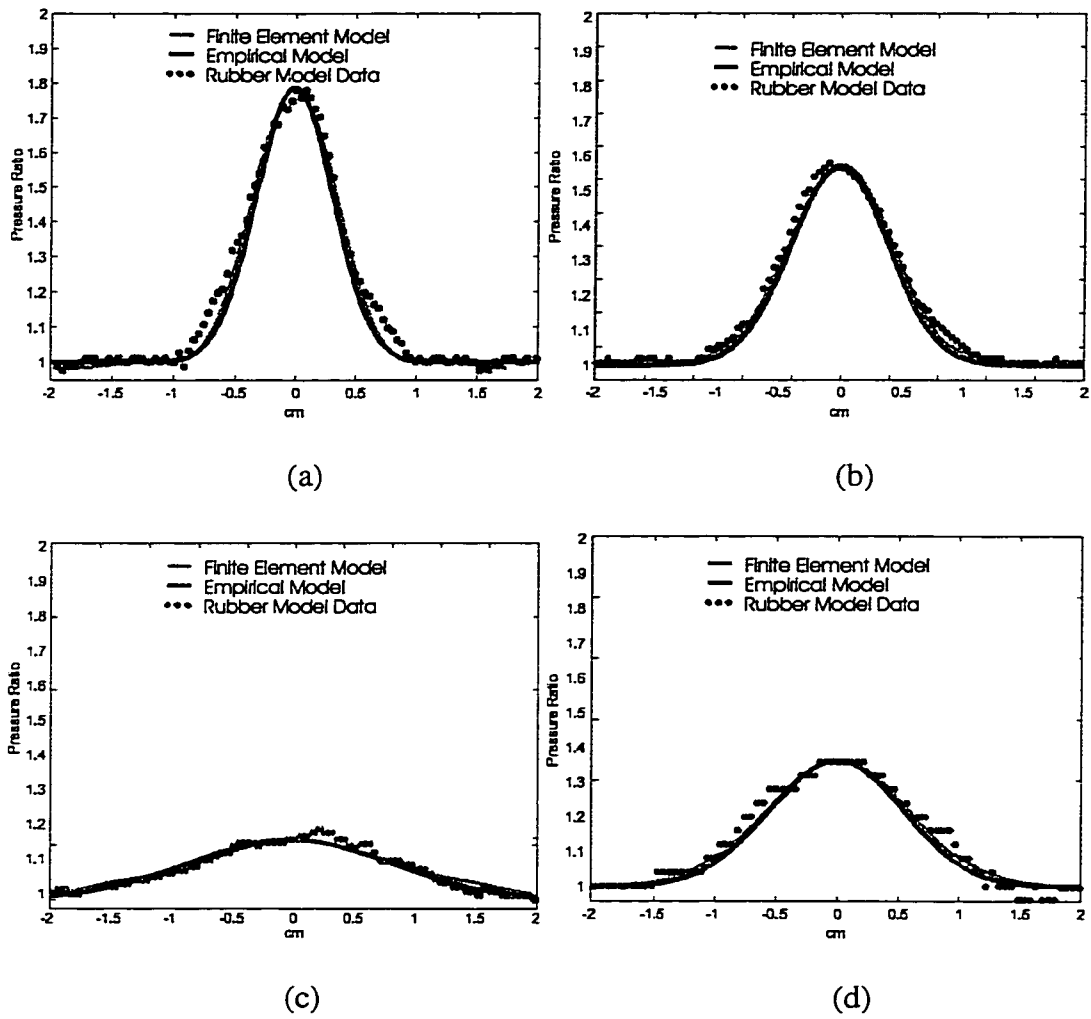 2
1.9
1.8
1.7
1.6
1.5
1.4
1.3
1.2
1.1
1
Pressure Ratio
Finite Element Model
Empirical Model
Rubber Model Data
-2 -1.5 -1 -0.5 0 0.5 1 1.5 2
cm
(a)
2
1.9
1.8
1.7
1.6
1.5
1.4
1.3
1.2
1.1
1
Pressure Ratio
Finite Element Model
Empirical Model
Rubber Model Data
-2 -1.5 -1 -0.5 0 0.5 1 1.5 2
cm
(b)
2
1.9
1.8
1.7
1.6
1.5
1.4
1.3
1.2
1.1
1
Pressure Ratio
Finite Element Model
Empirical Model
Rubber Model Data
-2 -1.5 -1 -0.5 0 0.5 1 1.5 2
cm
(c)
2
1.9
1.8
1.7
1.6
1.5
1.4
1.3
1.2
1.1
1
Pressure Ratio
Finite Element Model
Empirical Model
Rubber Model Data
-2 -1.5 -1 -0.5 0 0.5 1 1.5 2
cm
(d)